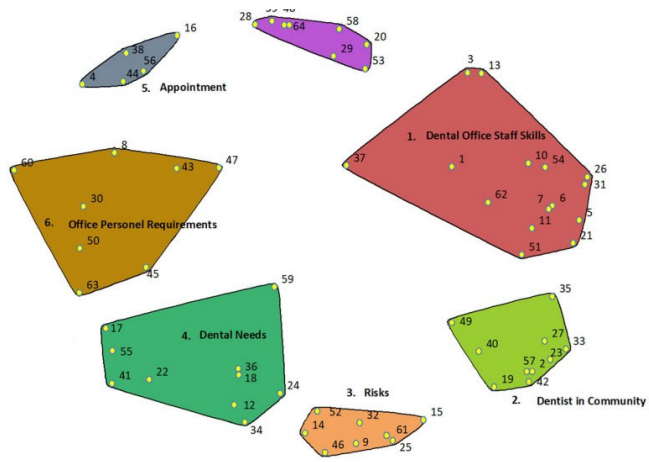 28 39 48 64 58 20 29 53
16
38
56
4 44
5. Appointment
3 13
1. Dental Office Staff Skills
37 1 10 54
26
31
62 7 6
5
11
21
51
8
60 43 47
30
6. Office Personel Requirements
50
45
63
59
17
4. Dental Needs
55
36
22 18
41
24
12
34
35
49
27
33
40 23
57 2
19 42
2. Dentist in Community
3. Risks
52 32 15
14 61
46 9 25